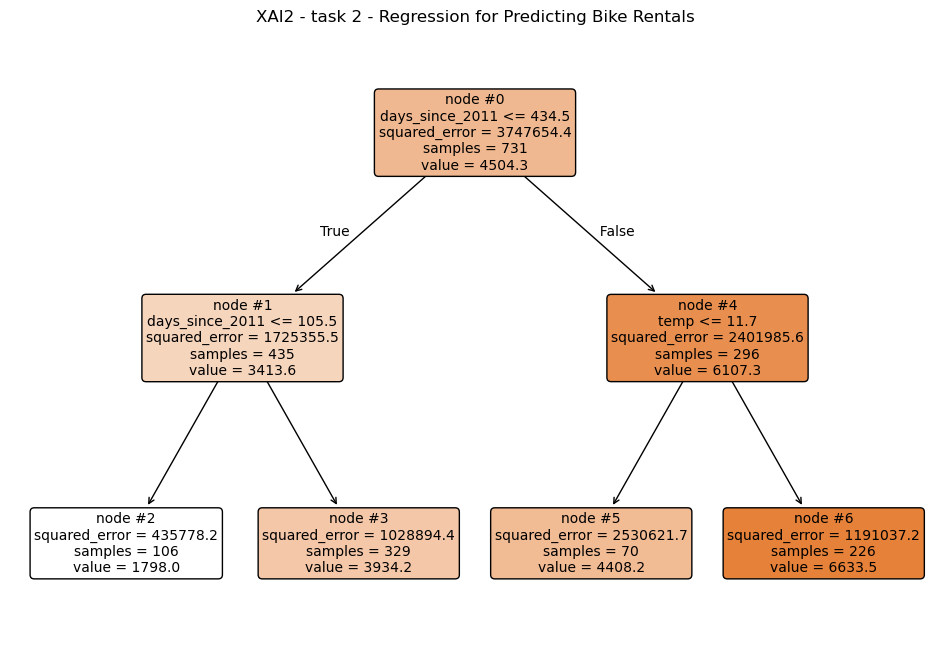 XAI2 - task 2 - Regression for Predicting Bike Rentals
node #0
days_since_2011 <= 434.5
squared_error = 3747654.4
samples = 731
value = 4504.3
True
False
node #1
days_since_2011 <= 105.5
squared_error = 1725355.5
samples = 435
value = 3413.6
node #4
temp <= 11.7
squared_error = 2401985.6
samples = 296
value = 6107.3
node #2
squared_error = 435778.2
samples = 106
value = 1798.0
node #3
squared_error = 1028894.4
samples = 329
value = 3934.2
node #5
squared_error = 2530621.7
samples = 70
value = 4408.2
node #6
squared_error = 1191037.2
samples = 226
value = 6633.5